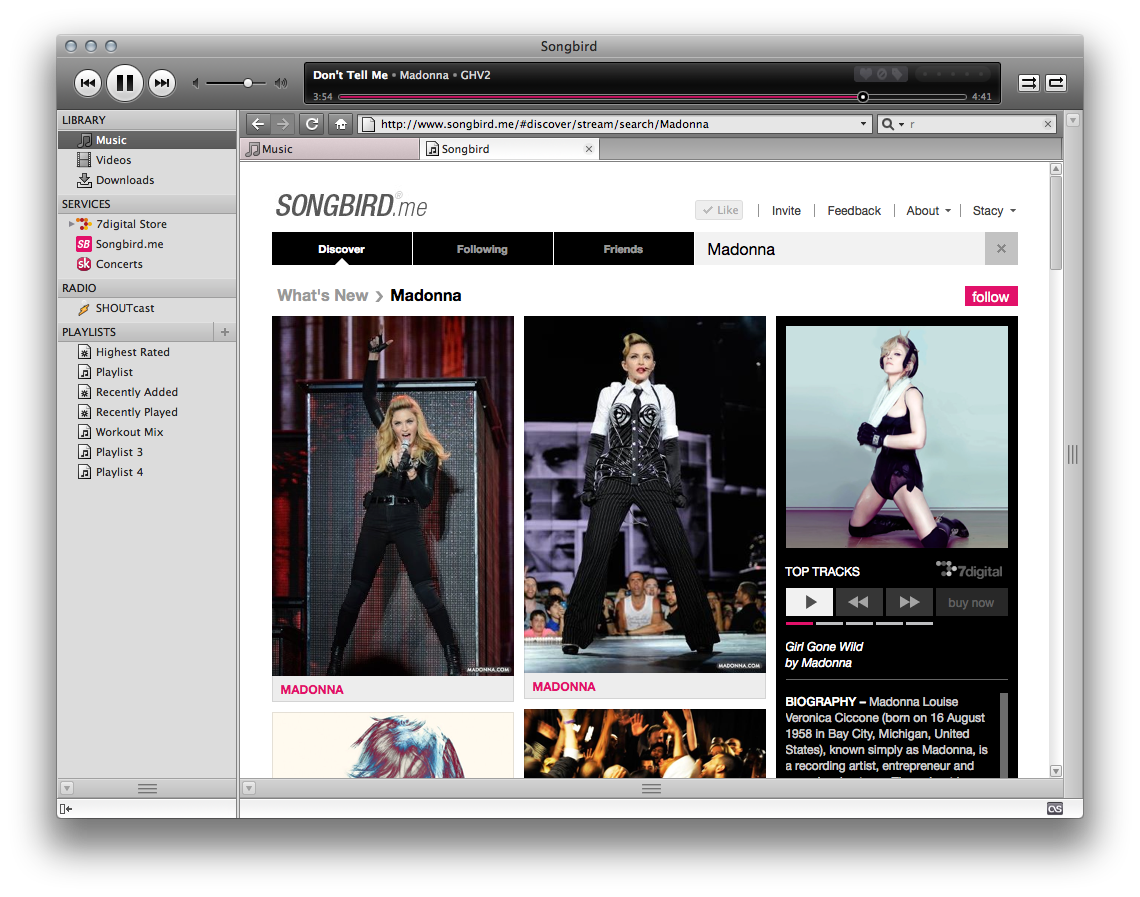 Songbird
Don't Tell Me • Madonna • GHV2
3:54
4:41
LIBRARY
Music
Videos
Downloads
SERVICES
7digital Store
SB Songbird.me
sk Concerts
RADIO
SHOUTcast
PLAYLISTS
Highest Rated
Playlist
Recently Added
Recently Played
Workout Mix
Playlist 3
Playlist 4
http://www.songbird.me/#discover/stream/search/Madonna
r
Music
Songbird
SONGBIRD®.me
Like
Invite
Feedback
About
Stacy
Discover
Following
Friends
Madonna
What's New › Madonna
follow
MADONNA.COM
MADONNA
MADONNA.COM
MADONNA
TOP TRACKS
7digital
buy now
Girl Gone Wild
by Madonna
BIOGRAPHY – Madonna Louise
Veronica Ciccone (born on 16 August
1958 in Bay City, Michigan, United
States), known simply as Madonna, is
a recording artist, entrepreneur and